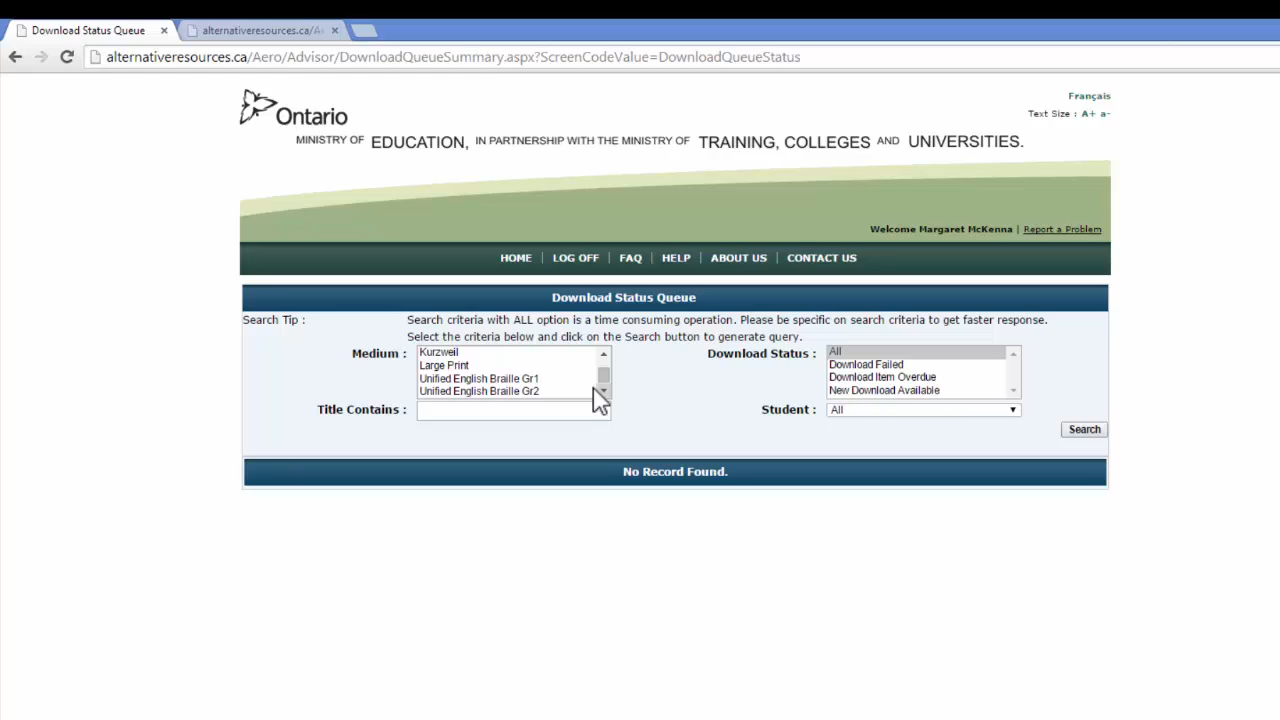 Download Status Queue ×
alternativeresources.ca/Ae ×
alternativeresources.ca/Aero/Advisor/DownloadQueueSummary.aspx?ScreenCodeValue=DownloadQueueStatus
Français
Text Size : A+ a-
Ontario
MINISTRY OF EDUCATION, IN PARTNERSHIP WITH THE MINISTRY OF TRAINING, COLLEGES AND UNIVERSITIES.
Welcome Margaret McKenna | Report a Problem
HOME | LOG OFF | FAQ | HELP | ABOUT US | CONTACT US
Download Status Queue
Search Tip : Search criteria with ALL option is a time consuming operation. Please be specific on search criteria to get faster response.
Select the criteria below and click on the Search button to generate query.
Medium :
Kurzweil
Large Print
Unified English Braille Gr1
Unified English Braille Gr2
Download Status :
All
Download Failed
Download Item Overdue
New Download Available
Title Contains :
Student : All
Search
No Record Found.